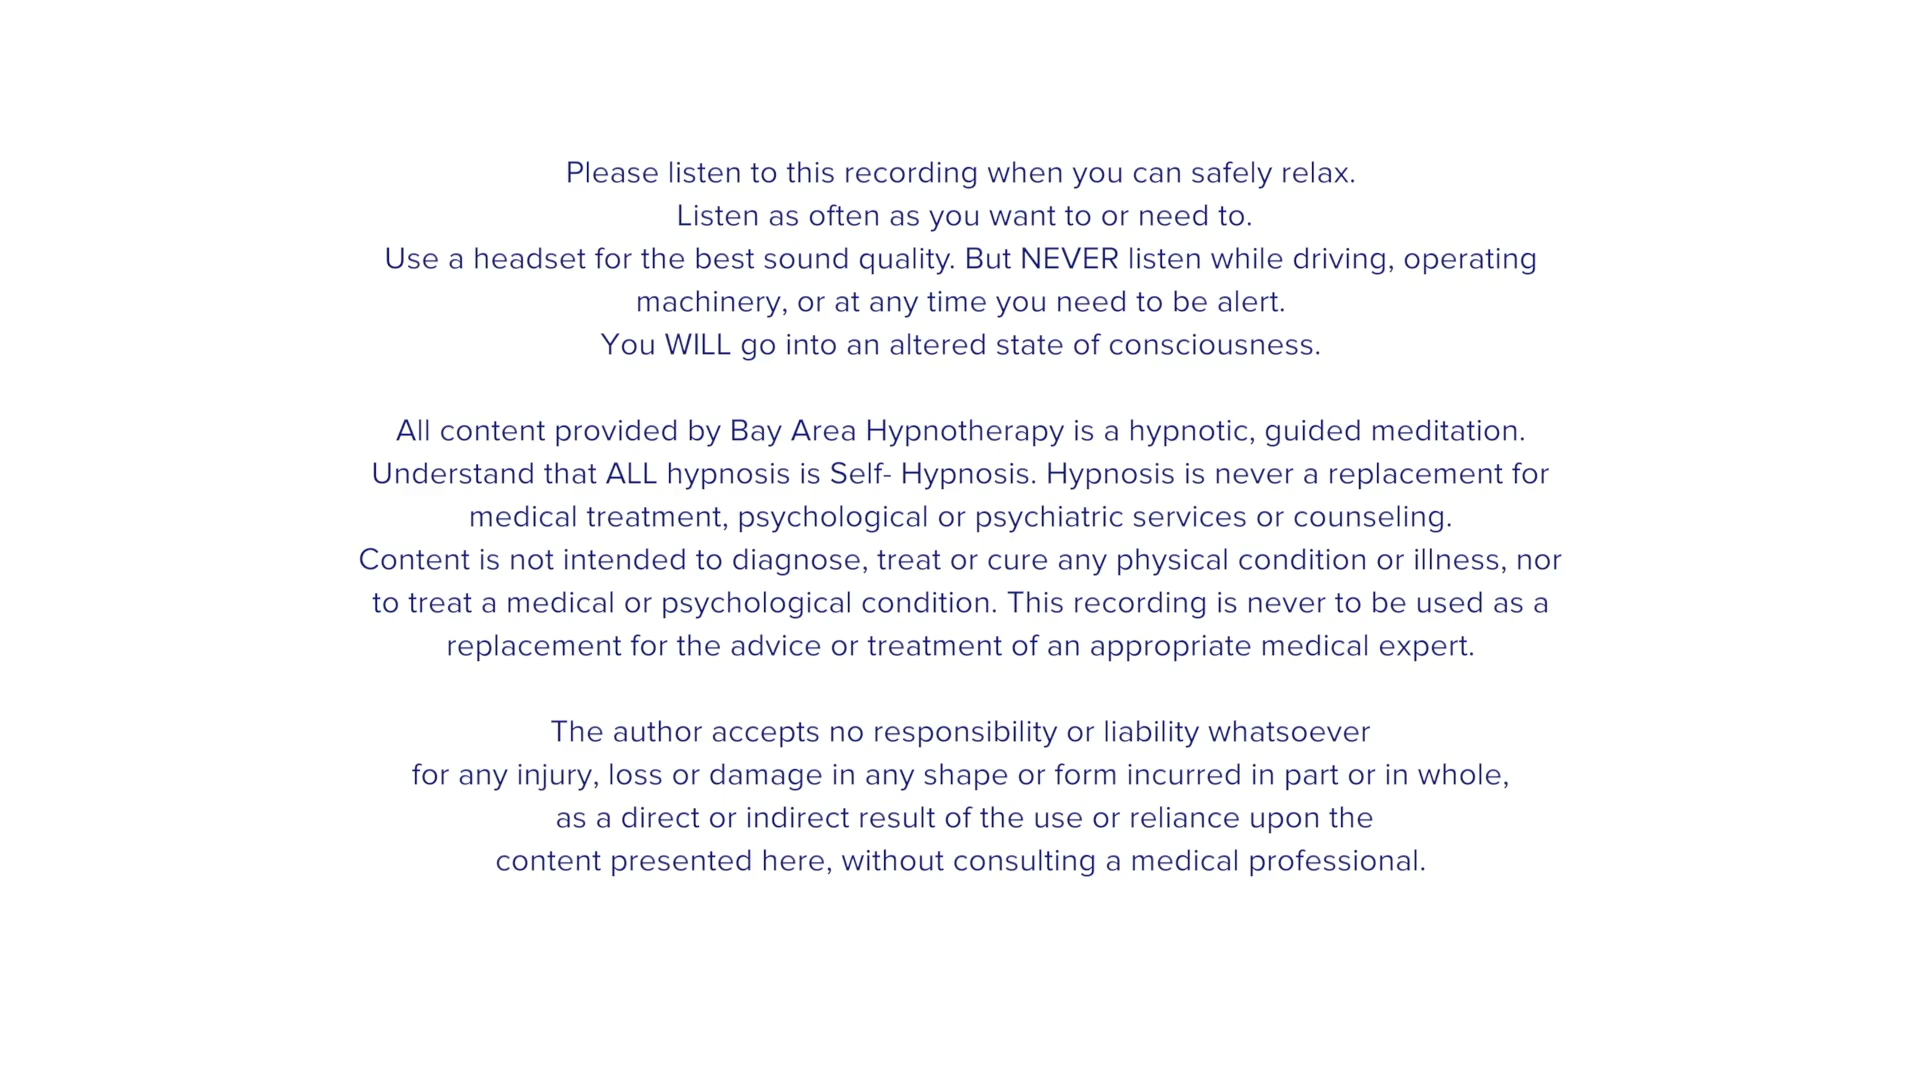 Please listen to this recording when you can safely relax.
Listen as often as you want to or need to.
Use a headset for the best sound quality. But NEVER listen while driving, operating
machinery, or at any time you need to be alert.
You WILL go into an altered state of consciousness.
All content provided by Bay Area Hypnotherapy is a hypnotic, guided meditation.
Understand that ALL hypnosis is Self- Hypnosis. Hypnosis is never a replacement for
medical treatment, psychological or psychiatric services or counseling.
Content is not intended to diagnose, treat or cure any physical condition or illness, nor
to treat a medical or psychological condition. This recording is never to be used as a
replacement for the advice or treatment of an appropriate medical expert.
The author accepts no responsibility or liability whatsoever
for any injury, loss or damage in any shape or form incurred in part or in whole,
as a direct or indirect result of the use or reliance upon the
content presented here, without consulting a medical professional.